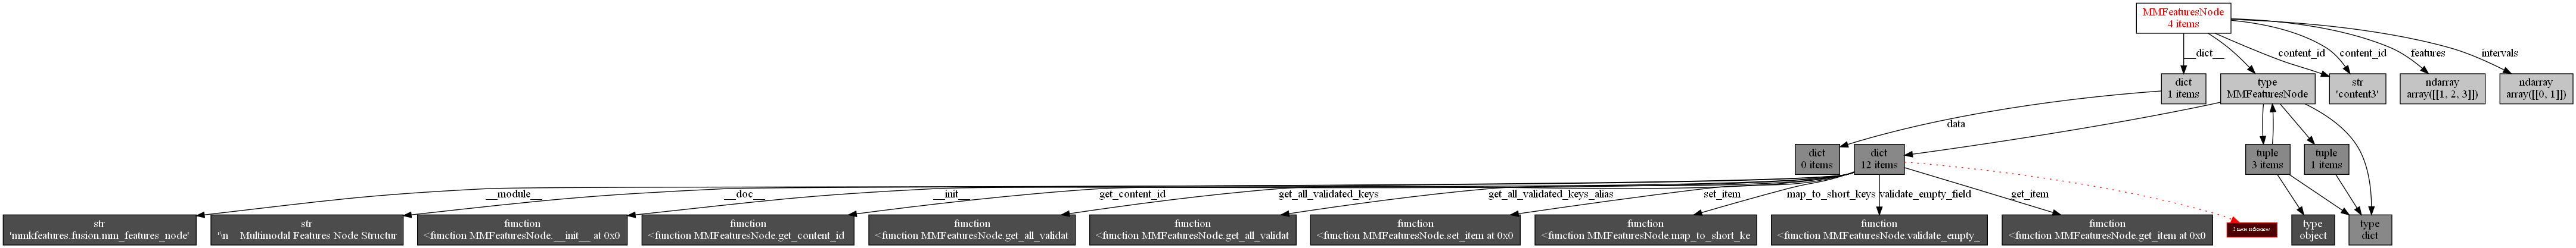 MMFeaturesNode
4 items
__dict__
content_id
content_id
features
intervals
dict
1 items
type
MMFeaturesNode
str
'content3'
ndarray
array([[1, 2, 3]])
ndarray
array([[0, 1]])
data
dict
0 items
dict
12 items
tuple
3 items
tuple
1 items
__module__
__doc__
__init__
get_content_id
get_all_validated_keys
get_all_validated_keys_alias
set_item
map_to_short_keys
validate_empty_field
get_item
str
'mmkfeatures.fusion.mm_features_node'
str
'\n    Multimodal Features Node Structur
function
<function MMFeaturesNode.__init__ at 0x0
function
<function MMFeaturesNode.get_content_id
function
<function MMFeaturesNode.get_all_validat
function
<function MMFeaturesNode.get_all_validat
function
<function MMFeaturesNode.set_item at 0x0
function
<function MMFeaturesNode.map_to_short_ke
function
<function MMFeaturesNode.validate_empty_
function
<function MMFeaturesNode.get_item at 0x0
2 more references
type
object
type
dict